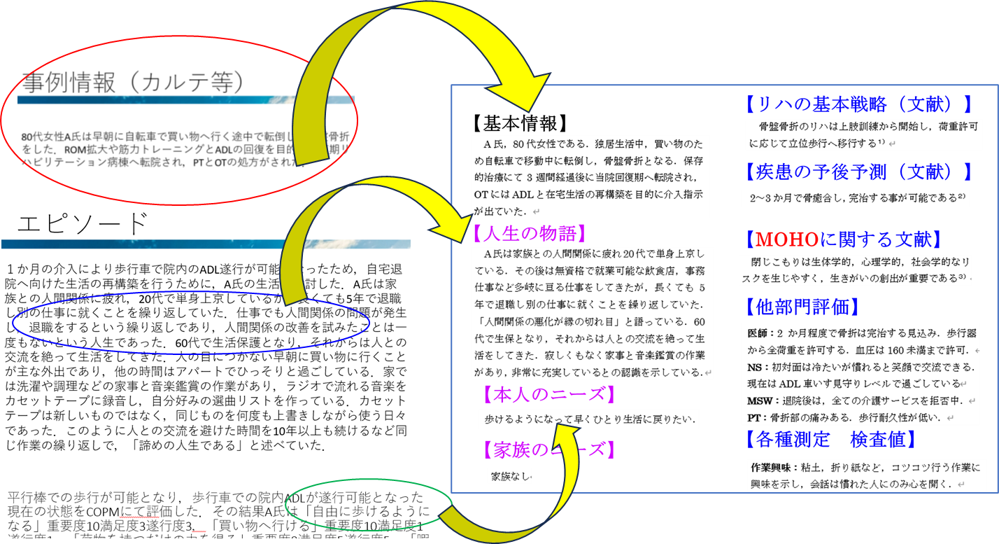 事例情報（カルテ等）
80代女性A氏は早朝に自転車で買い物へ行く途中で転倒し 骨折
をした．ROM拡大や筋力トレーニングとADLの回復を目的 期リ
ハビリテーション病棟へ転院され，PTとOTの処方がされた．
エピソード
１か月の介入により歩行車で院内のADL遂行が可能 なったため，自宅退
院へ向けた生活の再構築を行うために，A氏の生活 討した．A氏は家
族との人間関係に疲れ，20代で単身上京しているが 長くても5年で退職
し別の仕事に就くことを繰り返していた．仕事でも人間関係の問題が発生
し，退職をするという繰り返しであり，人間関係の改善を試みたことは一
度もないという人生であった．60代で生活保護となり，それからは人との
交流を絶って生活をしてきた．人の目につかない早朝に買い物に行くこと
が主な外出であり，他の時間はアパートでひっそりと過ごしている．家で
は洗濯や調理などの家事と音楽鑑賞の作業があり，ラジオで流れる音楽を
カセットテープに録音し，自分好みの選曲リストを作っている．カセット
テープは新しいものではなく，同じものを何度も上書きしながら使う日々
であった．このように人との交流を避けた時間を10年以上も続けるなど同
じ作業の繰り返しで，「諦めの人生である」と述べていた．
平行棒での歩行が可能となり，歩行車での院内ADLが遂行可能となった
現在の状態をCOPMにて評価した．その結果A氏は「自由に歩けるように
なる」重要度10満足度3遂行度3．「買い物へ行ける」重要度10満足度1
遂行度1．「荷物を持つだけの力を得る」重要度9満足度5遂行度5．「暇
【基本情報】
A 氏，80 代女性である．独居生活中，買い物のた
め自転車で移動中に転倒し，骨盤骨折となる．保存
的治療にて 3 週間経過後に当院回復期へ転院され，
OT には ADL と在宅生活の再構築を目的に介入指示
が出ていた．↵
【人生の物語】
A氏は家族との人間関係に疲れ20代で単身上京し
ている．その後は無資格で就業可能な飲食店，事務
仕事など多岐に亘る仕事をしてきたが，長くても 5
年で退職し別の仕事に就くことを繰り返していた．
「人間関係の悪化が縁の切れ目」と語っている．60
代で生保となり，それからは人との交流を絶って生
活をしてきた．寂しくもなく家事と音楽鑑賞の作業
があり，非常に充実しているとの認識を示している．↵
【本人のニーズ】
歩けるようになって早くひとり生活に戻りたい．
【家族のニーズ】
家族なし
【リハの基本戦略（文献）】
骨盤骨折のリハは上肢訓練から開始し，荷重許可
に応じて立位歩行へ移行する¹⁾ ↵
【疾患の予後予測（文献）】
2～3 か月で骨癒合し，完治する事が可能である²⁾
【MOHOに関する文献】
閉じこもりは生体学的，心理学的，社会学的なリ
スクを生じやすく，生きがいの創出が重要である³⁾．
【他部門評価】
医師：2 か月程度で骨折は完治する見込み．歩行器
から全荷重を許可する．血圧は 160 未満まで許可．↵
NS：初対面は冷たいが慣れると笑顔で交流できる．
現在は ADL 車いす見守りレベルで過ごしている↵
MSW：退院後は，全ての介護サービスを拒否中．↵
PT：骨折部の痛みある．歩行耐久性が低い．↵
【各種測定　検査値】
作業興味：粘土，折り紙など，コツコツ行う作業に
興味を示し，会話は慣れた人にのみ心を開く．↵